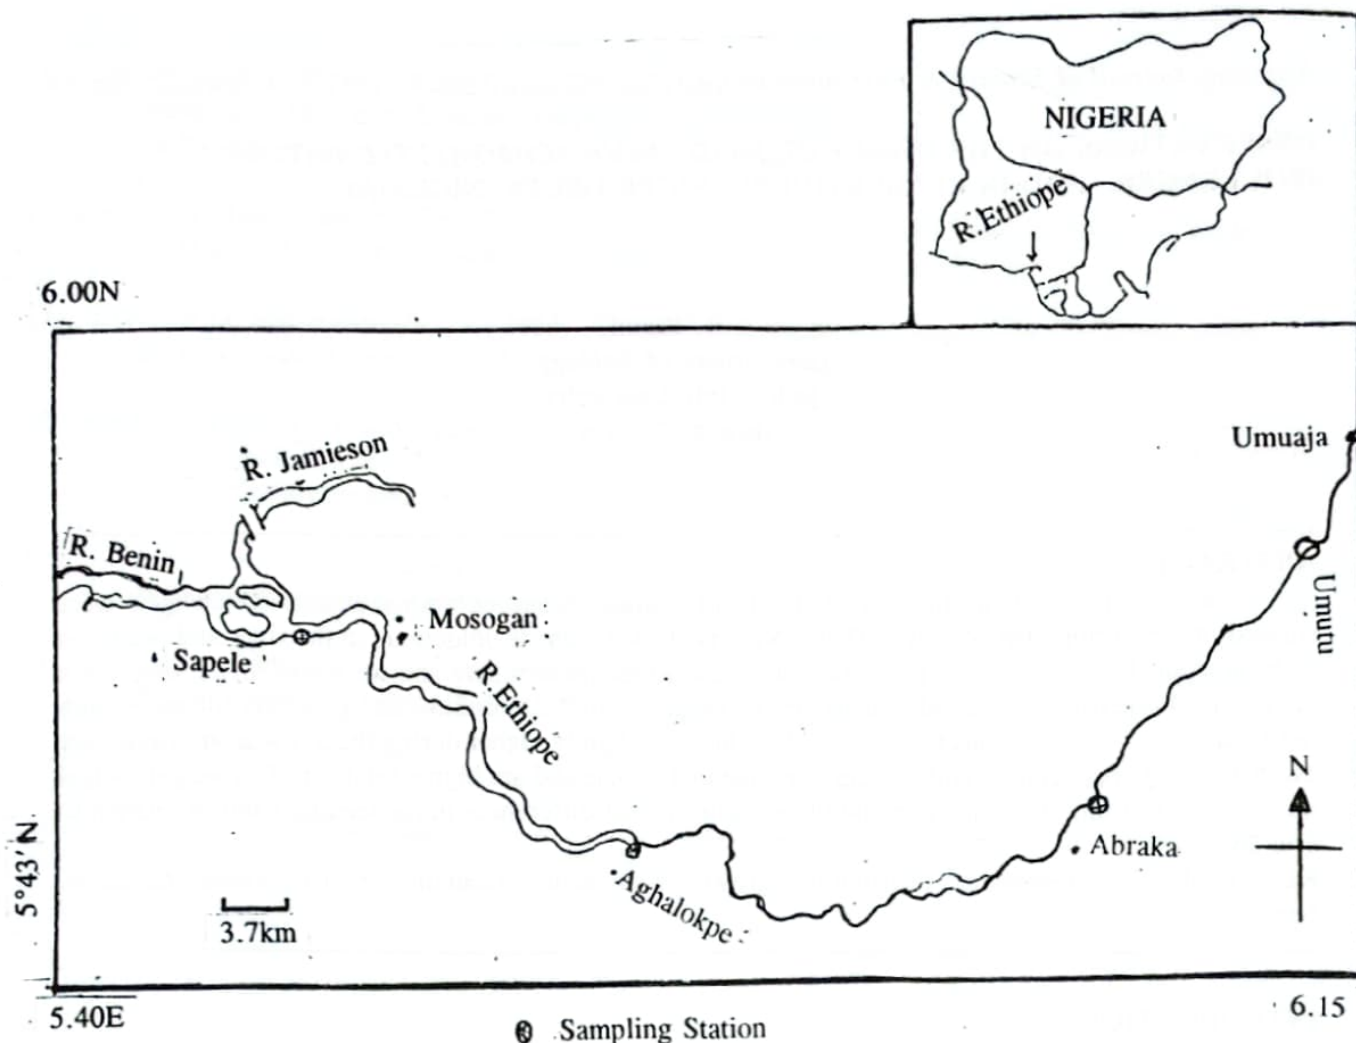 NIGERIA
R.Ethiope
6.00N
Umuaja
R. Jamieson
R. Benin
Umutu
Mosogan
Sapele
R.Ethiope
N
5°43' N
Abraka
Aghalokpe
3.7km
5.40E
6.15
Sampling Station